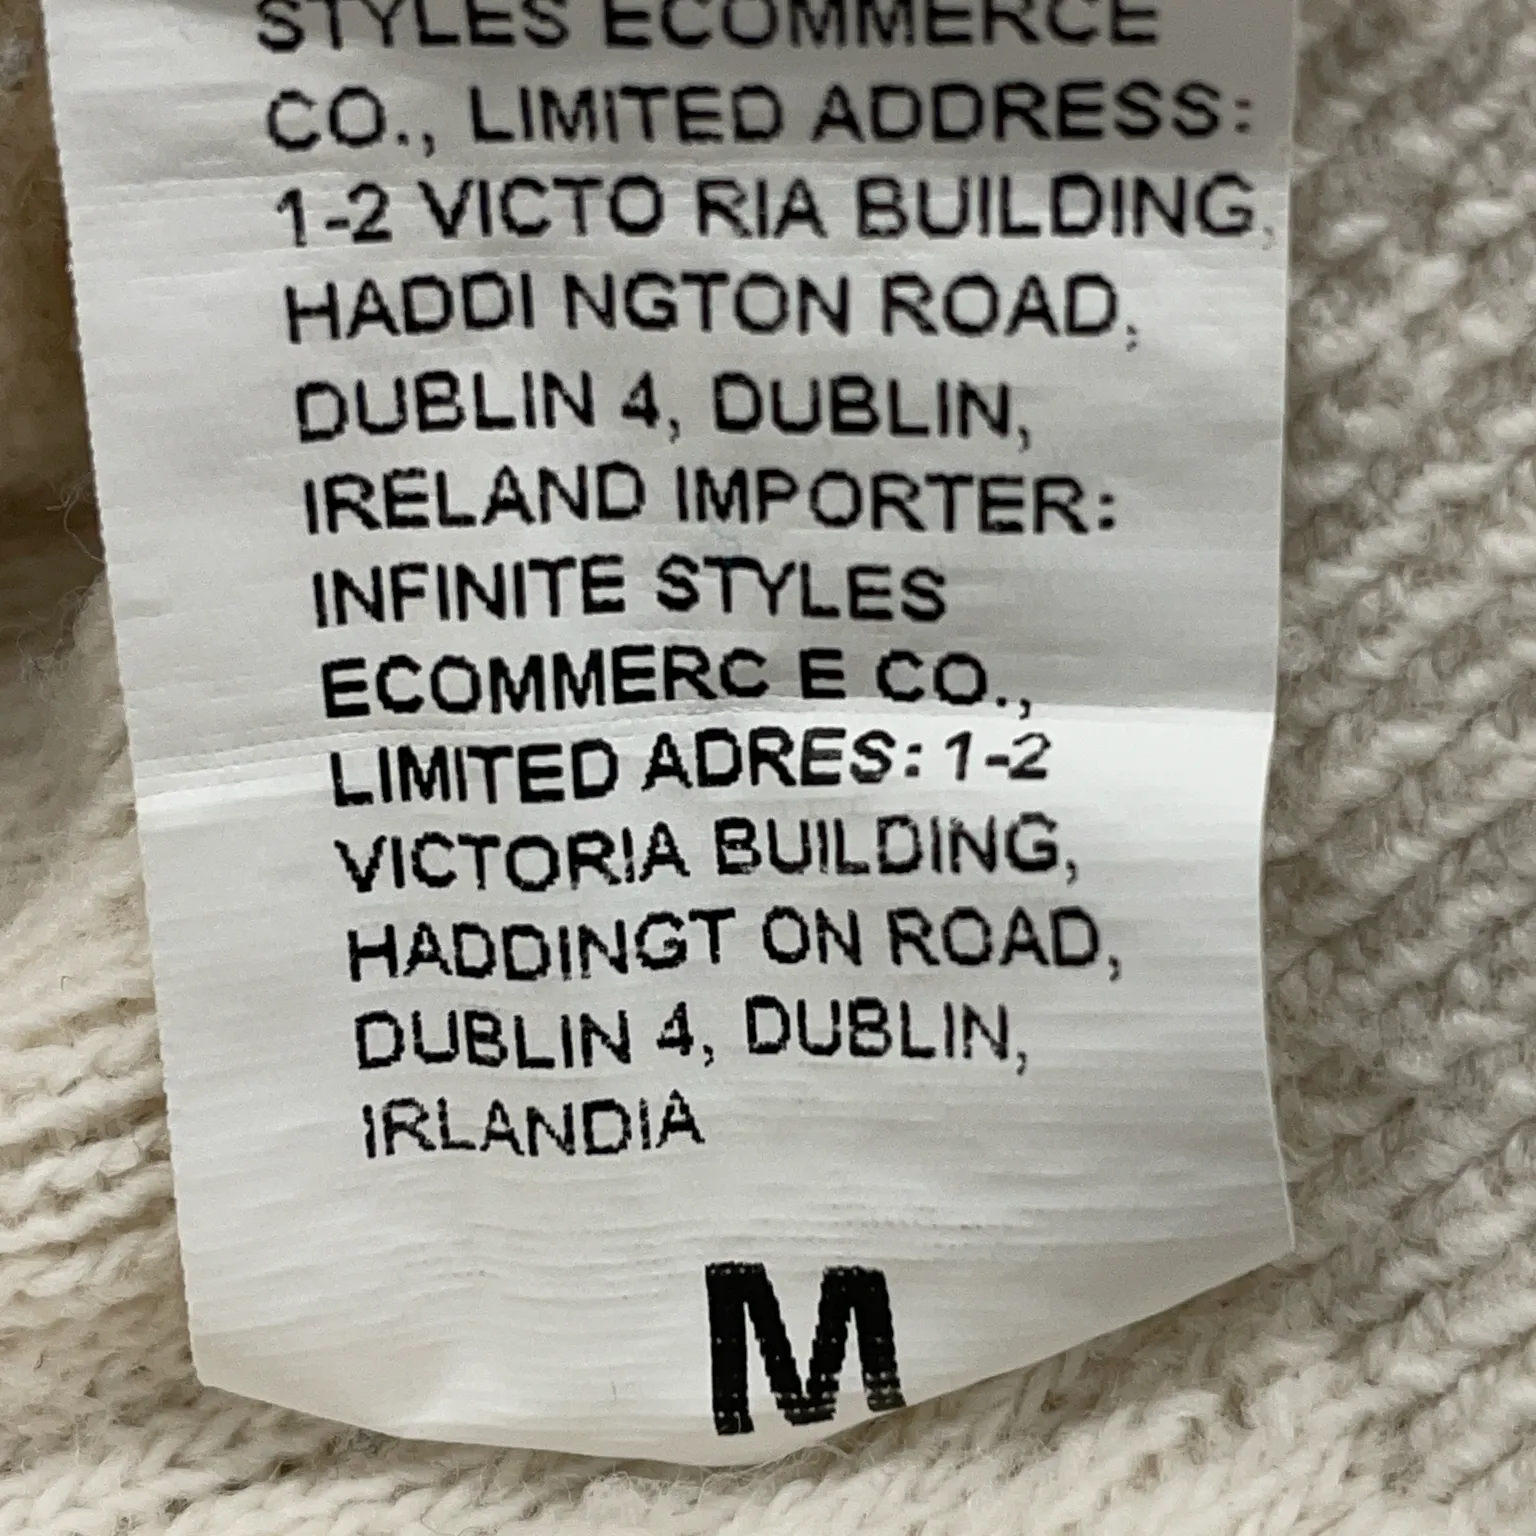 STYLES ECOMMERCE
CO., LIMITED ADDRESS:
1-2 VICTO RIA BUILDING,
HADDI NGTON ROAD,
DUBLIN 4, DUBLIN,
IRELAND IMPORTER:
INFINITE STYLES
ECOMMERC E CO.,
LIMITED ADRES: 1-2
VICTORIA BUILDING,
HADDINGT ON ROAD,
DUBLIN 4, DUBLIN,
IRLANDIA
M